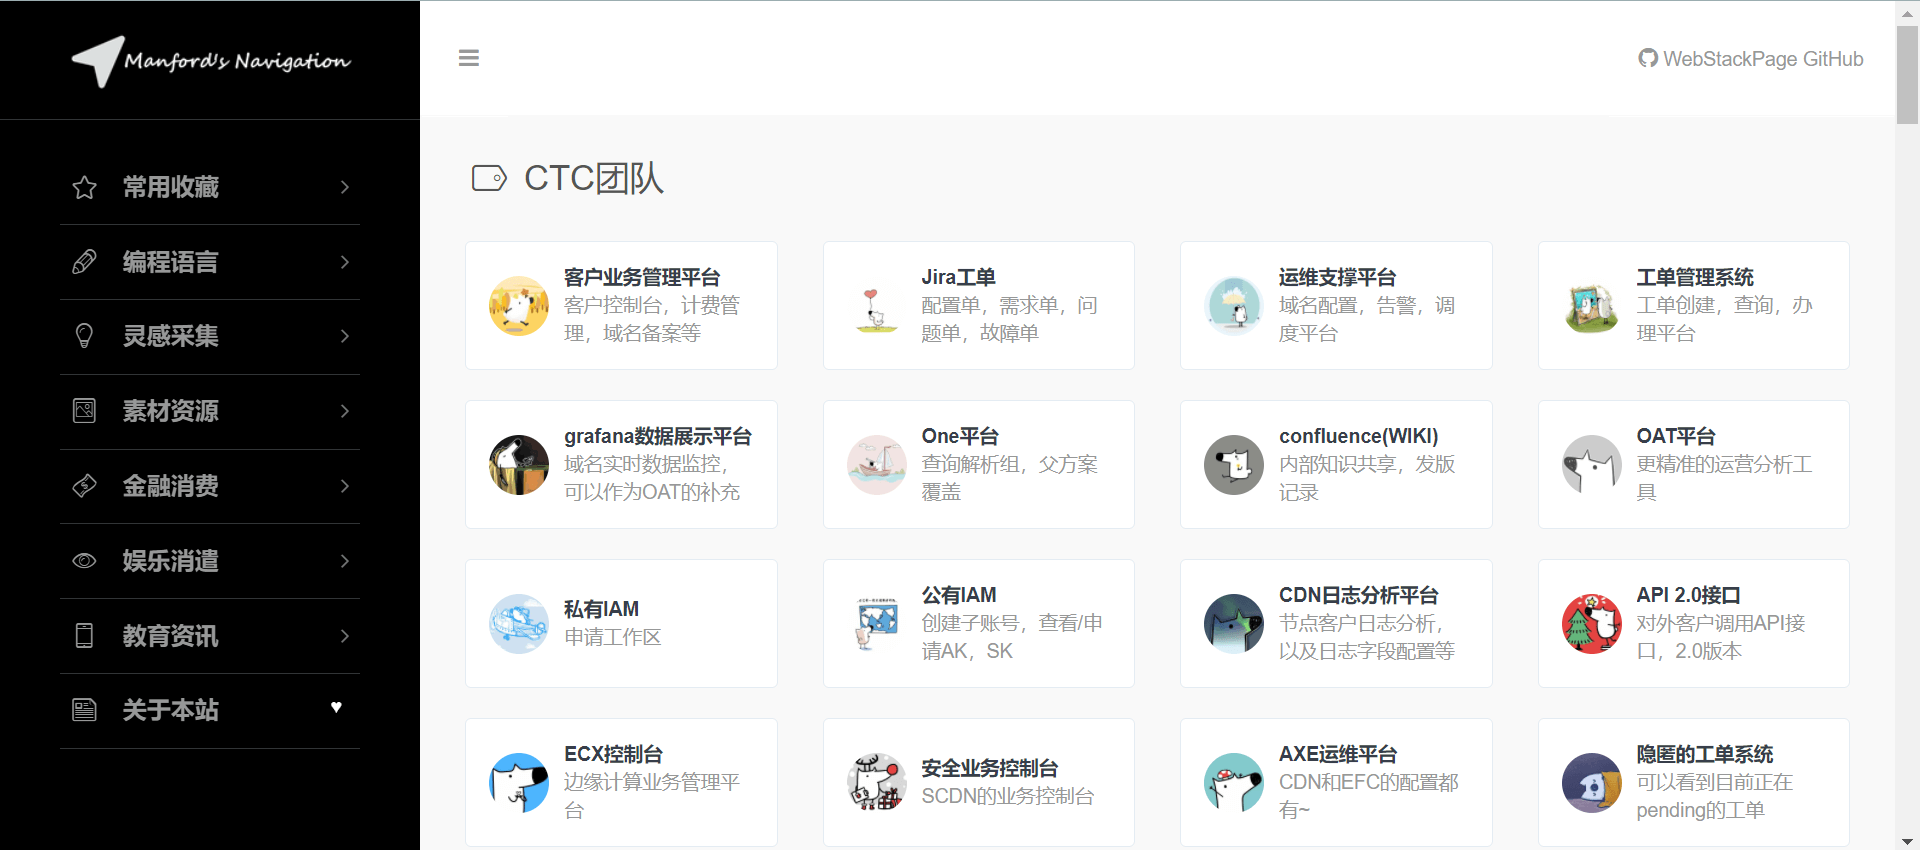 Manford's Navigation
常用收藏
编程语言
灵感采集
素材资源
金融消费
娱乐消遣
教育资讯
关于本站
WebStackPage GitHub
CTC团队
客户业务管理平台
客户控制台，计费管
理，域名备案等
Jira工单
配置单，需求单，问
题单，故障单
运维支撑平台
域名配置，告警，调
度平台
工单管理系统
工单创建，查询，办
理平台
grafana数据展示平台
域名实时数据监控，
可以作为OAT的补充
One平台
查询解析组，父方案
覆盖
confluence(WIKI)
内部知识共享，发版
记录
OAT平台
更精准的运营分析工
具
私有IAM
申请工作区
公有IAM
创建子账号，查看/申
请AK，SK
CDN日志分析平台
节点客户日志分析，
以及日志字段配置等
API 2.0接口
对外客户调用API接
口，2.0版本
ECX控制台
边缘计算业务管理平
台
安全业务控制台
SCDN的业务控制台
AXE运维平台
CDN和EFC的配置都
有~
隐匿的工单系统
可以看到目前正在
pending的工单